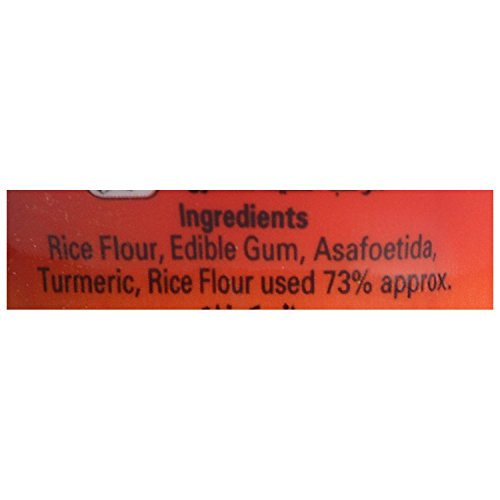 Ingredients
Rice Flour, Edible Gum, Asafoetida,
Turmeric, Rice Flour used 73% approx.